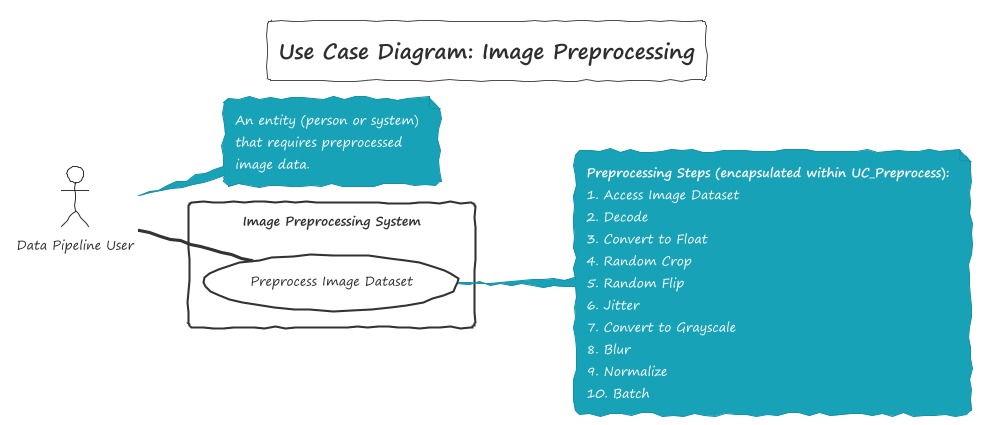 Use Case Diagram: Image Preprocessing
An entity (person or system)
that requires preprocessed
image data.
Data Pipeline User
Image Preprocessing System
Preprocess Image Dataset
Preprocessing Steps (encapsulated within UC_Preprocess):
1. Access Image Dataset
2. Decode
3. Convert to Float
4. Random Crop
5. Random Flip
6. Jitter
7. Convert to Grayscale
8. Blur
9. Normalize
10. Batch